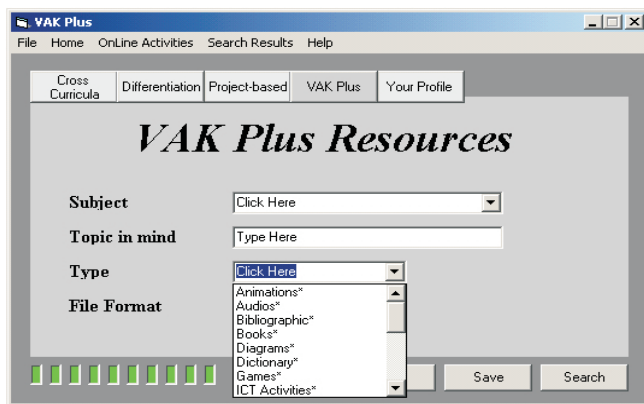 VAK Plus
File Home OnLine Activities Search Results Help
Cross Curricula Differentiation Project-based VAK Plus Your Profile
VAK Plus Resources
Subject Click Here
Topic in mind Type Here
Type Click Here
File Format
Animations*
Audios*
Bibliographic*
Books*
Diagrams*
Dictionary*
Games*
ICT Activities*
Save Search